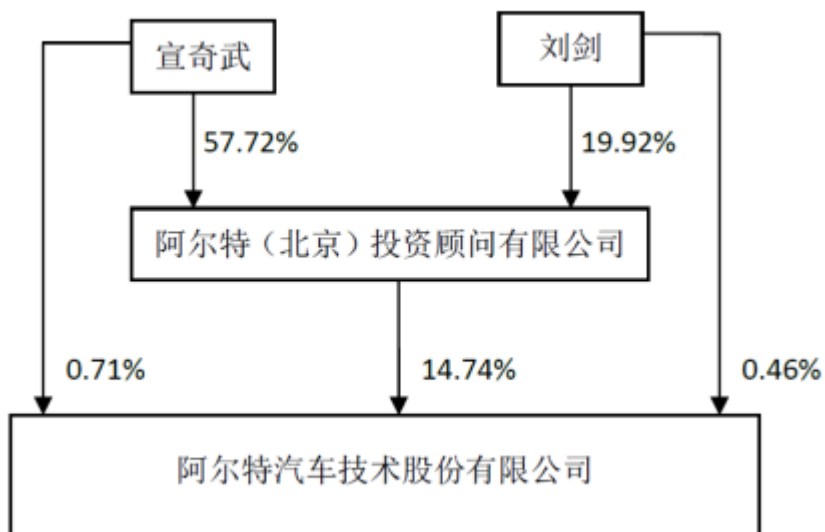 宣奇武
刘剑
57.72%
19.92%
阿尔特（北京）投资顾问有限公司
0.71%
14.74%
0.46%
阿尔特汽车技术股份有限公司